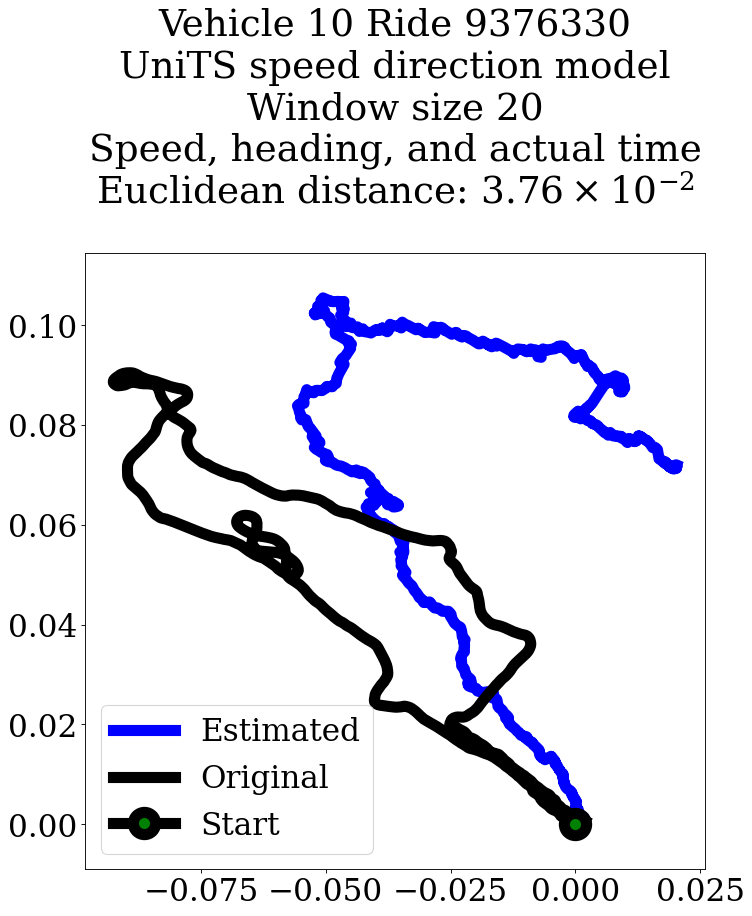 Vehicle 10 Ride 9376330
UniTS speed direction model
Window size 20
Speed, heading, and actual time
Euclidean distance: 3.76 × 10⁻²
0.10
0.08
0.06
0.04
0.02
0.00
Estimated
Original
Start
−0.075 −0.050 −0.025 0.000 0.025